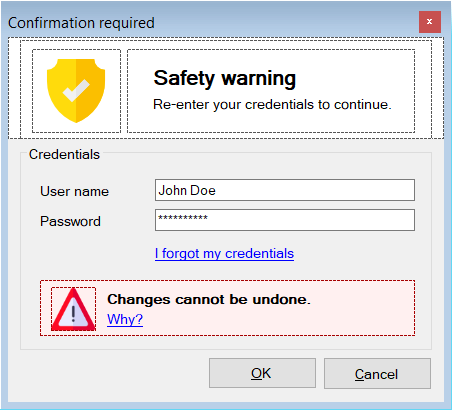 Confirmation required
x
Safety warning
Re-enter your credentials to continue.
Credentials
User name
John Doe
Password
**********
I forgot my credentials
!
Changes cannot be undone.
Why?
OK
Cancel